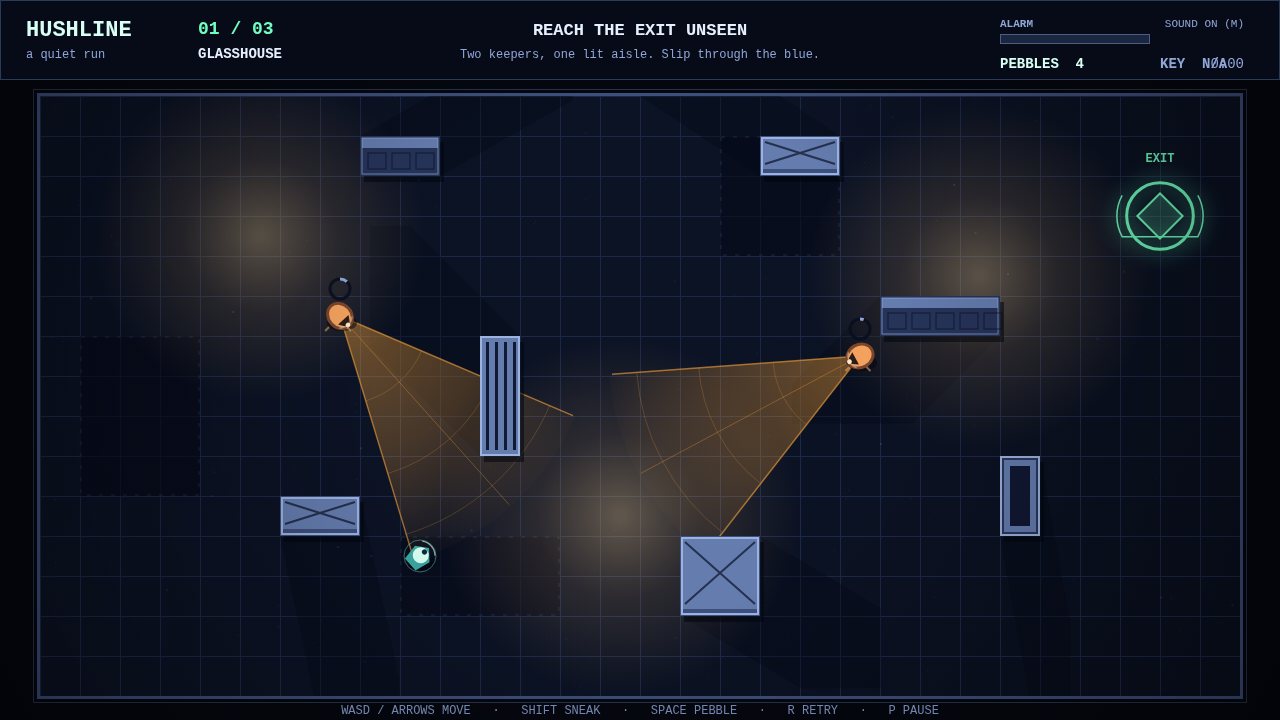 HUSHLINE
a quiet run
01 / 03
GLASSHOUSE
REACH THE EXIT UNSEEN
Two keepers, one lit aisle. Slip through the blue.
ALARM
SOUND ON (M)
PEBBLES 4
KEY
EXIT
WASD / ARROWS MOVE · SHIFT SNEAK · SPACE PEBBLE · R RETRY · P PAUSE